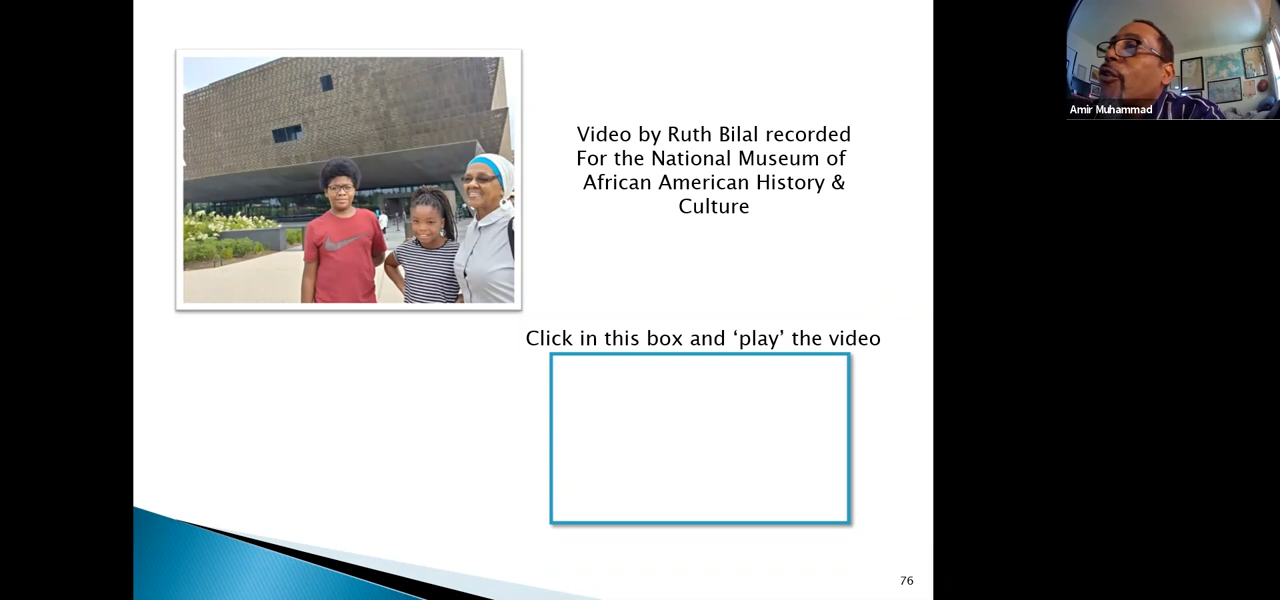 Amir Muhammad
Video by Ruth Bilal recorded
For the National Museum of
African American History &
Culture
Click in this box and ‘play’ the video
76